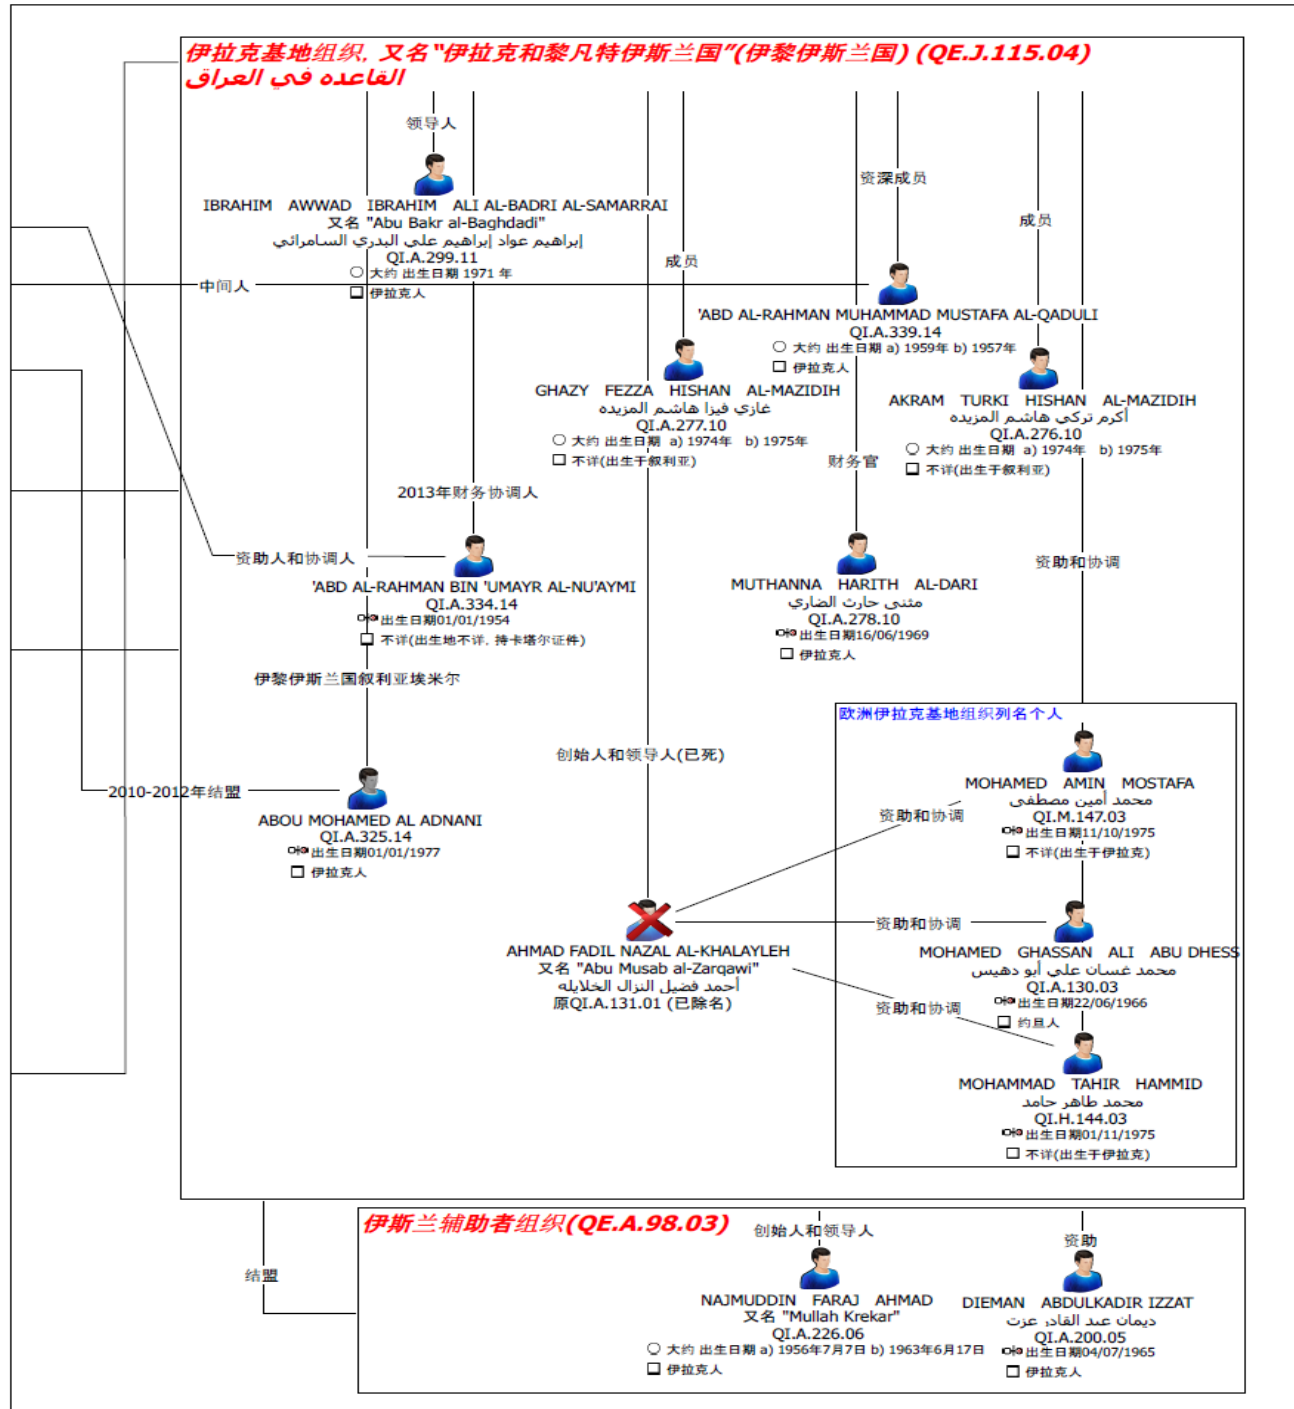 伊拉克基地组织, 又名“伊拉克和黎凡特伊斯兰国”(伊黎伊斯兰国) (QE.J.115.04)
القاعده في العراق
领导人
IBRAHIM AWWAD IBRAHIM ALI AL-BADRI AL-SAMARRAI
又名 "Abu Bakr al-Baghdadi"
إبراهيم عواد إبراهيم علي البدري السامرائي
QI.A.299.11
大约 出生日期 1971 年
伊拉克人
中间人
资深成员
'ABD AL-RAHMAN MUHAMMAD MUSTAFA AL-QADULI
QI.A.339.14
大约 出生日期 a) 1959年 b) 1957年
伊拉克人
成员
GHAZY FEZZA HISHAN AL-MAZIDIH
غازي فيزا هاشم المزيده
QI.A.277.10
大约 出生日期 a) 1974年 b) 1975年
不详(出生于叙利亚)
成员
AKRAM TURKI HISHAN AL-MAZIDIH
أكرم تركي هاشم المزيده
QI.A.276.10
大约 出生日期 a) 1974年 b) 1975年
不详(出生于叙利亚)
2013年财务协调人
资助人和协调人
'ABD AL-RAHMAN BIN 'UMAYR AL-NU'AYMI
QI.A.334.14
出生日期01/01/1954
不详(出生地不详, 持卡塔尔证件)
财务官
MUTHANNA HARITH AL-DARI
مثنى حارث الضاري
QI.A.278.10
出生日期16/06/1969
伊拉克人
资助和协调
伊黎伊斯兰国叙利亚埃米尔
2010-2012年结盟
ABOU MOHAMED AL ADNANI
QI.A.325.14
出生日期01/01/1977
伊拉克人
创始人和领导人(已死)
AHMAD FADIL NAZAL AL-KHALAYLEH
又名 "Abu Musab al-Zarqawi"
أحمد فضيل النزال الخلايله
原QI.A.131.01 (已除名)
欧洲伊拉克基地组织列名个人
MOHAMED AMIN MOSTAFA
محمد أمين مصطفى
QI.M.147.03
出生日期11/10/1975
不详(出生于伊拉克)
资助和协调
资助和协调
MOHAMED GHASSAN ALI ABU DHESS
محمد غسان علي أبو دهيس
QI.A.130.03
出生日期22/06/1966
约旦人
资助和协调
MOHAMMAD TAHIR HAMMID
محمد طاهر حامد
QI.H.144.03
出生日期01/11/1975
不详(出生于伊拉克)
结盟
伊斯兰辅助者组织(QE.A.98.03)
创始人和领导人
NAJMUDDIN FARAJ AHMAD
又名 "Mullah Krekar"
QI.A.226.06
大约 出生日期 a) 1956年7月7日 b) 1963年6月17日
伊拉克人
资助
DIEMAN ABDULKADIR IZZAT
ديمان عبد القادر عزت
QI.A.200.05
出生日期04/07/1965
伊拉克人